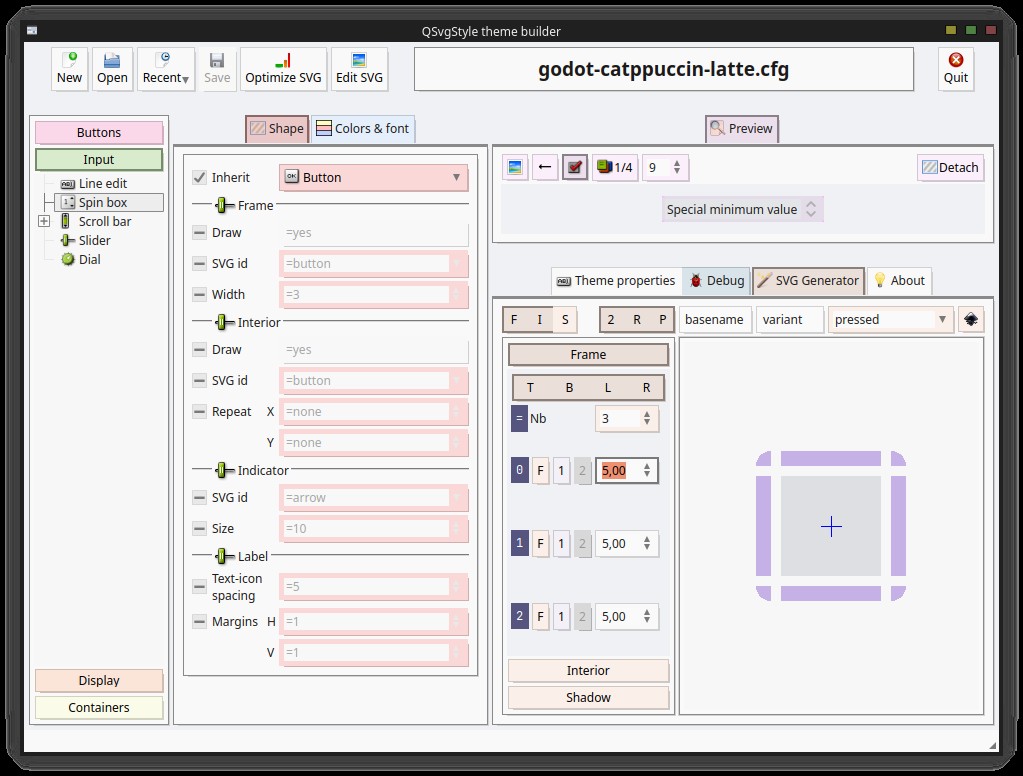 QSvgStyle theme builder
New Open Recent Save Optimize SVG Edit SVG
godot-catppuccin-latte.cfg
Quit
Buttons
Input
Line edit
Spin box
Scroll bar
Slider
Dial
Display
Containers
Shape Colors & font
Inherit OK Button
Frame
Draw =yes
SVG id =button
Width =3
Interior
Draw =yes
SVG id =button
Repeat X =none
Y =none
Indicator
SVG id =arrow
Size =10
Label
Text-icon
spacing
=5
Margins H =1
V =1
Preview
1/4 9 Detach
Special minimum value
Theme properties Debug SVG Generator About
F I S 2 R P basename variant pressed
Frame
T B L R
= Nb 3
0 F 1 2 5,00
1 F 1 2 5,00
2 F 1 2 5,00
Interior
Shadow